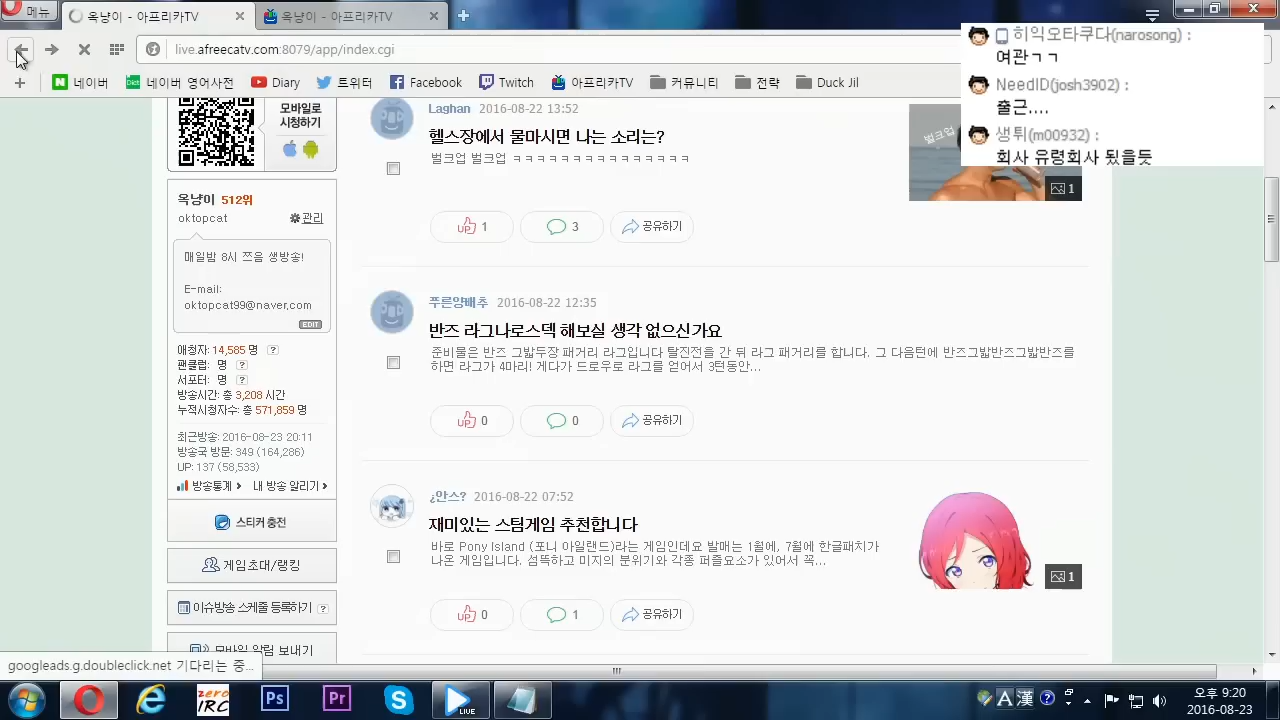 메뉴
옥냥이 - 아프리카TV
옥냥이 - 아프리카TV
live.afreecatv.com:8079/app/index.cgi
네이버
네이버 영어사전
Diary
트위터
Facebook
Twitch
아프리카TV
커뮤니티
전략
Duck Jil
히익오타쿠다(narosong) :
여관ㄱㄱ
NeedID(josh3902) :
출근....
생튀(m00932) :
회사 유령회사 됬을듯
모바일로
시청하기
옥냥이 512위
oktopcat
관리
매일밤 8시 쯔음 생방송!
E-mail:
oktopcat99@naver.com
EDIT
애청자: 14,585 명 ?
팬클럽: 명 ?
서포터: 명 ?
방송시간: 총 3,208 시간
누적시청자수: 총 571,859 명
최근방송: 2016-08-23 20:11
방송국 방문: 349 (164,286)
UP: 137 (58,533)
방송통계
내 방송 알리기
스티커 충전
게임 초대/랭킹
이슈방송 스케줄 등록하기 ?
모바일 알림 보내기
Laghan 2016-08-22 13:52
헬스장에서 물마시면 나는 소리는?
벌크업 벌크업 ㅋㅋㅋㅋㅋㅋㅋㅋㅋㅋㅋㅋㅋㅋㅋ
벌크업
1
UP 1
3
공유하기
푸른양배추 2016-08-22 12:35
반즈 라그나로스덱 해보실 생각 없으신가요
준비물은 반즈 그밟두장 패거리 라그입니다 탈진전을 간 뒤 라그 패거리를 합니다. 그 다음턴에 반즈그밟반즈그밟반즈를
하면 라그가 4마리! 게다가 드로우로 라그를 얻어서 3턴동안...
UP 0
0
공유하기
¿안스? 2016-08-22 07:52
재미있는 스팀게임 추천합니다
바로 Pony Island (포니 아일랜드)라는 게임인데요 발매는 1월에, 7월에 한글패치가
나온 게임입니다. 섬뜩하고 미지의 분위기와 각종 퍼즐요소가 있어서 꼭...
1
UP 0
1
공유하기
googleads.g.doubleclick.net 기다리는 중...
zero
IRC
Ps
Pr
LIVE
A 漢
오후 9:20
2016-08-23